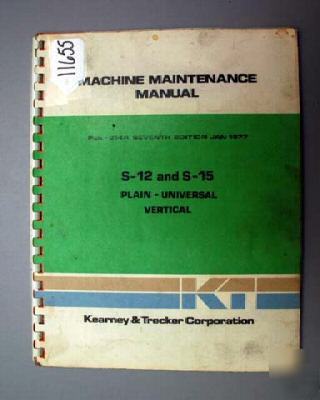 11655
MACHINE MAINTENANCE
MANUAL
SEVENTH EDITION JAN 1977
S-12 and S-15
PLAIN - UNIVERSAL
VERTICAL
KT
Kearney & Trecker Corporation